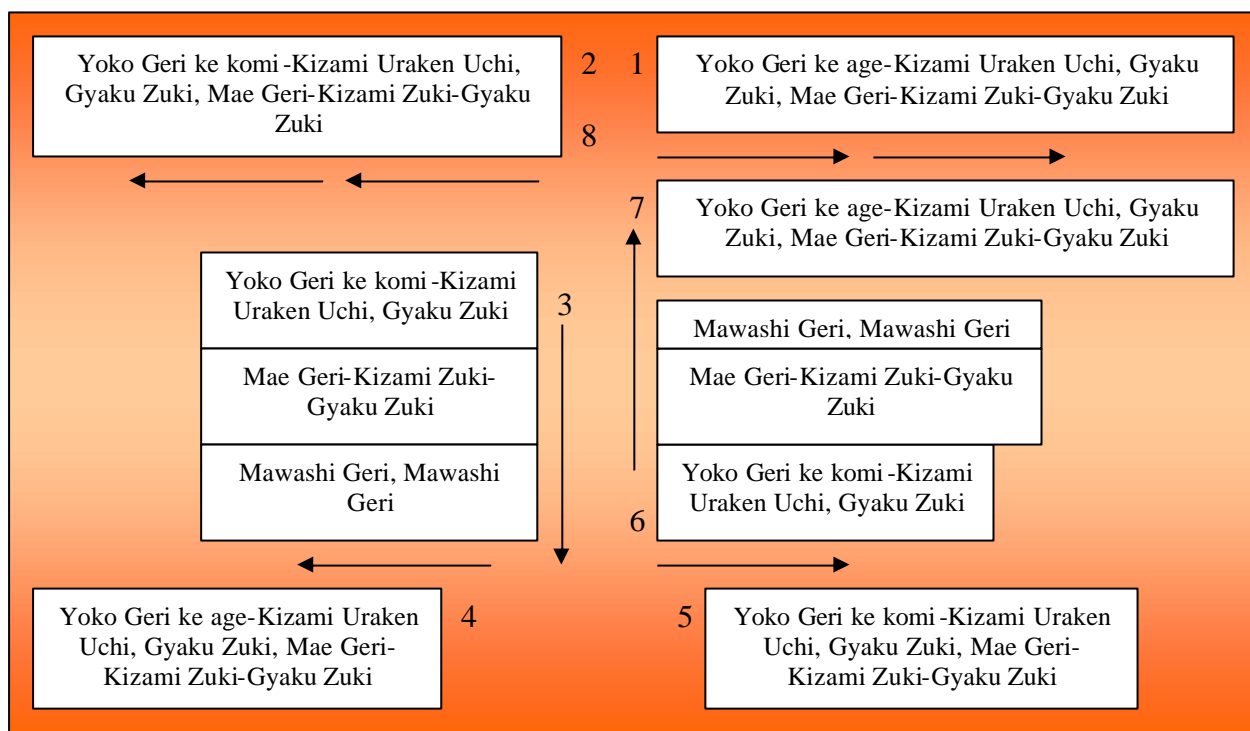 Yoko Geri ke komi-Kizami Uraken Uchi,
Gyaku Zuki, Mae Geri-Kizami Zuki-Gyaku
Zuki
2
8
1
Yoko Geri ke age-Kizami Uraken Uchi, Gyaku
Zuki, Mae Geri-Kizami Zuki-Gyaku Zuki
7
Yoko Geri ke age-Kizami Uraken Uchi, Gyaku
Zuki, Mae Geri-Kizami Zuki-Gyaku Zuki
Yoko Geri ke komi-Kizami
Uraken Uchi, Gyaku Zuki
3
Mae Geri-Kizami Zuki-
Gyaku Zuki
Mawashi Geri, Mawashi
Geri
Mawashi Geri, Mawashi Geri
Mae Geri-Kizami Zuki-Gyaku
Zuki
6
Yoko Geri ke komi-Kizami
Uraken Uchi, Gyaku Zuki
Yoko Geri ke age-Kizami Uraken
Uchi, Gyaku Zuki, Mae Geri-
Kizami Zuki-Gyaku Zuki
4
5
Yoko Geri ke komi-Kizami Uraken
Uchi, Gyaku Zuki, Mae Geri-
Kizami Zuki-Gyaku Zuki